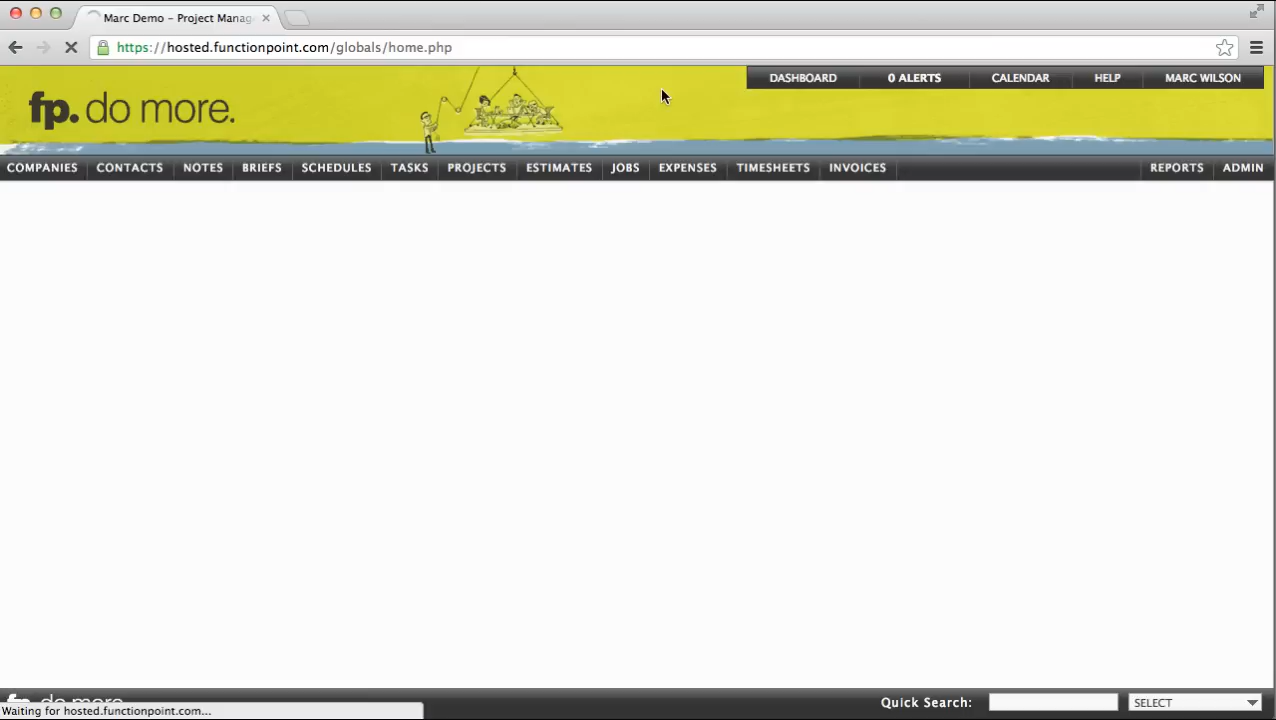 Marc Demo – Project Manag
https://hosted.functionpoint.com/globals/home.php
DASHBOARD 0 ALERTS CALENDAR HELP MARC WILSON
fp. do more.
COMPANIES CONTACTS NOTES BRIEFS SCHEDULES TASKS PROJECTS ESTIMATES JOBS EXPENSES TIMESHEETS INVOICES REPORTS ADMIN
fp. do more.
Quick Search: SELECT
Waiting for hosted.functionpoint.com...